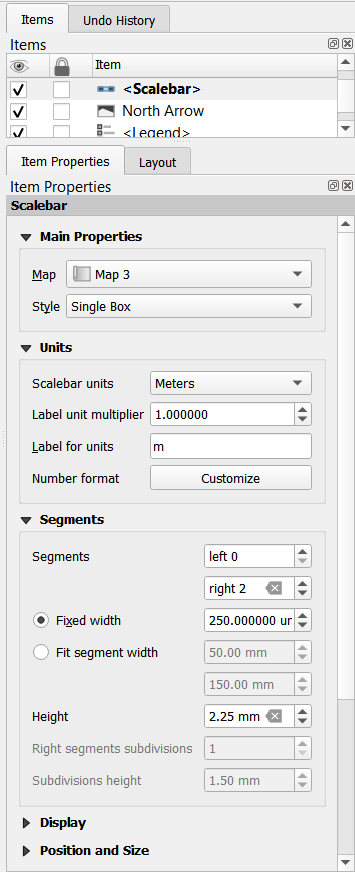 Items Undo History
Items
Item
<Scalebar>
North Arrow
<Legend>
Item Properties Layout
Item Properties
Scalebar
Main Properties
Map Map 3
Style Single Box
Units
Scalebar units Meters
Label unit multiplier 1.000000
Label for units m
Number format Customize
Segments
Segments left 0
right 2
Fixed width 250.000000 ur
Fit segment width 50.00 mm
150.00 mm
Height 2.25 mm
Right segments subdivisions 1
Subdivisions height 1.50 mm
Display
Position and Size